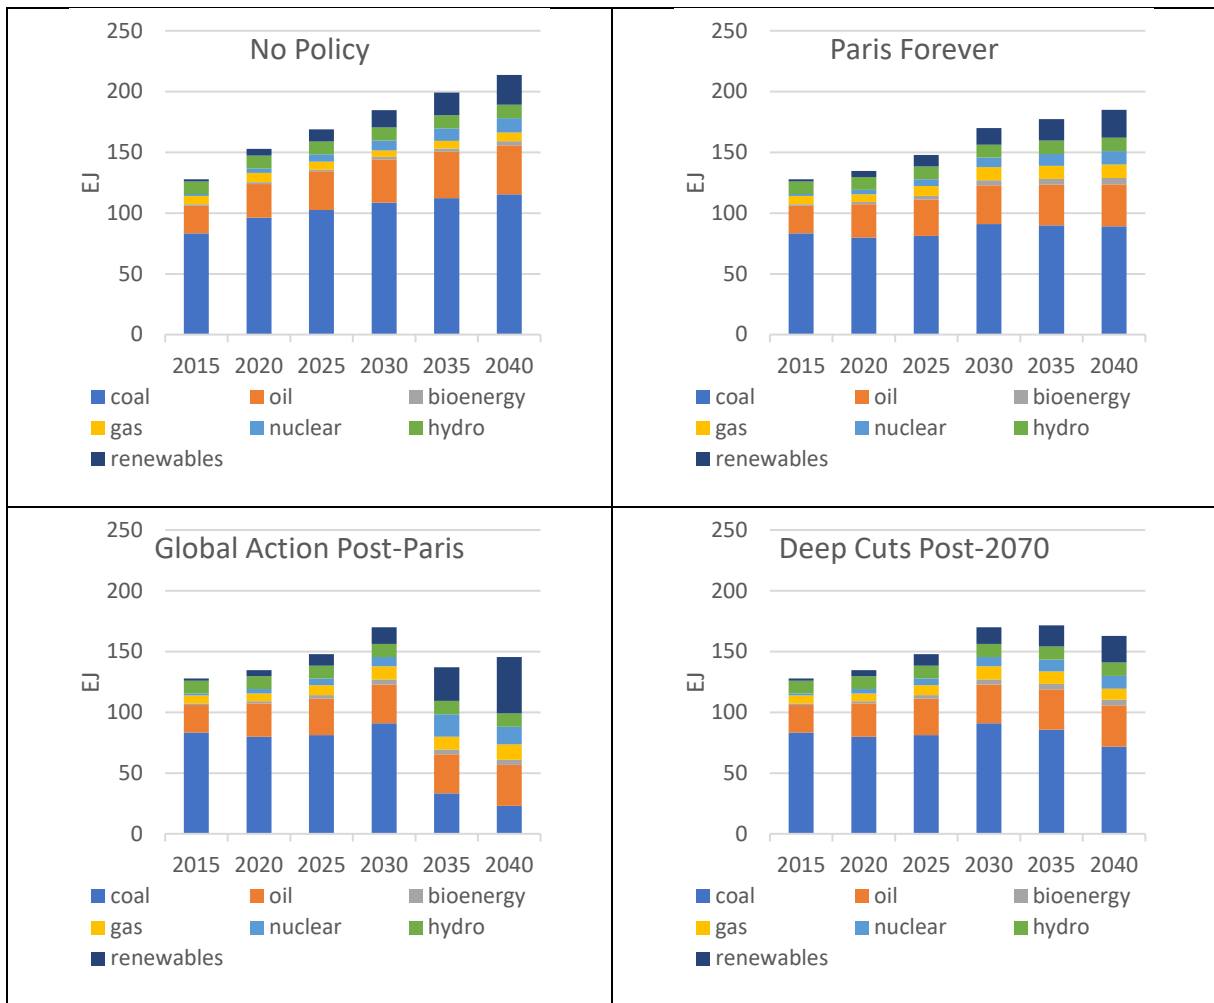 No Policy
250
200
150
100
50
0
EJ
2015 2020 2025 2030 2035 2040
coal oil bioenergy
gas nuclear hydro
renewables
Paris Forever
250
200
150
100
50
0
EJ
2015 2020 2025 2030 2035 2040
coal oil bioenergy
gas nuclear hydro
renewables
Global Action Post-Paris
250
200
150
100
50
0
EJ
2015 2020 2025 2030 2035 2040
coal oil bioenergy
gas nuclear hydro
renewables
Deep Cuts Post-2070
250
200
150
100
50
0
EJ
2015 2020 2025 2030 2035 2040
coal oil bioenergy
gas nuclear hydro
renewables